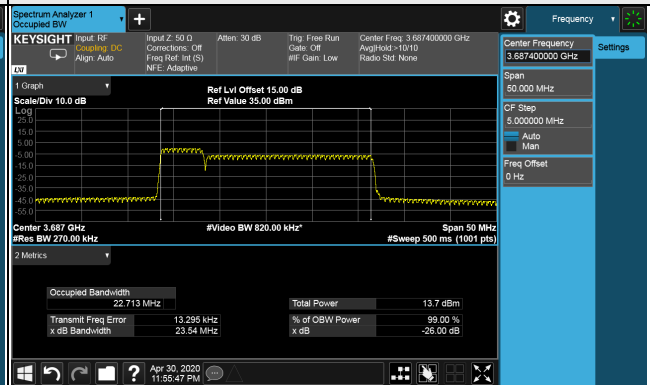 Spectrum Analyzer 1
Occupied BW
+
Frequency
KEYSIGHT
Input: RF
Coupling: DC
Align: Auto
LNI
Input Z: 50 Ω
Corrections: Off
Freq Ref: Int (S)
NFE: Adaptive
Atten: 30 dB
Trig: Free Run
Gate: Off
#IF Gain: Low
Center Freq: 3.687400000 GHz
Avg|Hold:>10/10
Radio Std: None
Center Frequency
3.687400000 GHz
Settings
Span
50.000 MHz
CF Step
5.000000 MHz
Auto
Man
Freq Offset
0 Hz
1 Graph
Ref Lvl Offset 15.00 dB
Scale/Div 10.0 dB
Ref Value 35.00 dBm
Log
25.0
15.0
5.00
-5.00
-15.0
-25.0
-35.0
-45.0
-55.0
Center 3.687 GHz
#Video BW 820.00 kHz*
Span 50 MHz
#Res BW 270.00 kHz
#Sweep 500 ms (1001 pts)
2 Metrics
Occupied Bandwidth
22.713 MHz
Total Power 13.7 dBm
Transmit Freq Error 13.295 kHz
% of OBW Power 99.00 %
x dB Bandwidth 23.54 MHz
x dB -26.00 dB
?
Apr 30, 2020
11:55:47 PM